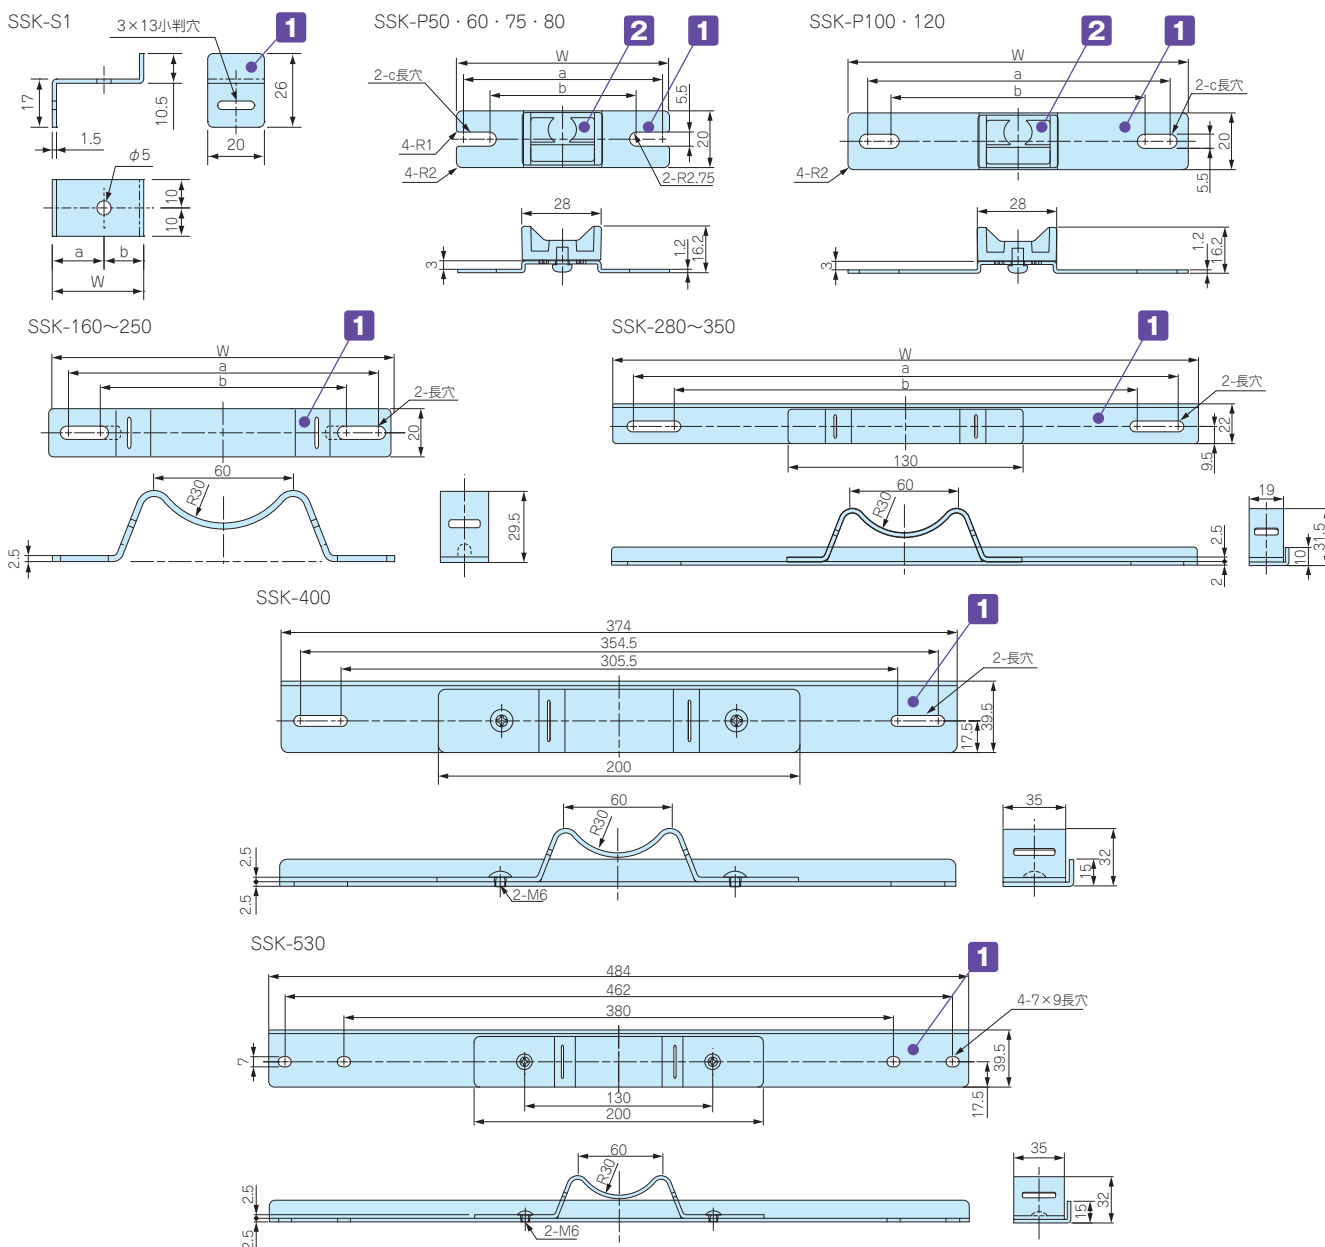 SSK-S1
3×13小判穴
1
17
10.5
26
1.5
20
φ5
10
10
a
b
W
SSK-P50・60・75・80
2
1
W
a
b
2-c長穴
5.5
20
4-R1
4-R2
2-R2.75
28
3
1.2
16.2
SSK-P100・120
2
1
W
a
b
2-c長穴
20
5.5
4-R2
28
3
1.2
16.2
SSK-160～250
1
W
a
b
2-長穴
20
60
R30
2.5
29.5
SSK-280～350
1
W
a
b
2-長穴
22
9.5
130
60
R30
2.5
2
19
10
31.5
SSK-400
1
374
354.5
305.5
2-長穴
39.5
17.5
200
60
R30
2.5
2.5
2-M6
35
15
32
SSK-530
1
484
462
380
4-7×9長穴
7
39.5
17.5
130
200
60
R30
2.5
2.5
2-M6
35
15
32